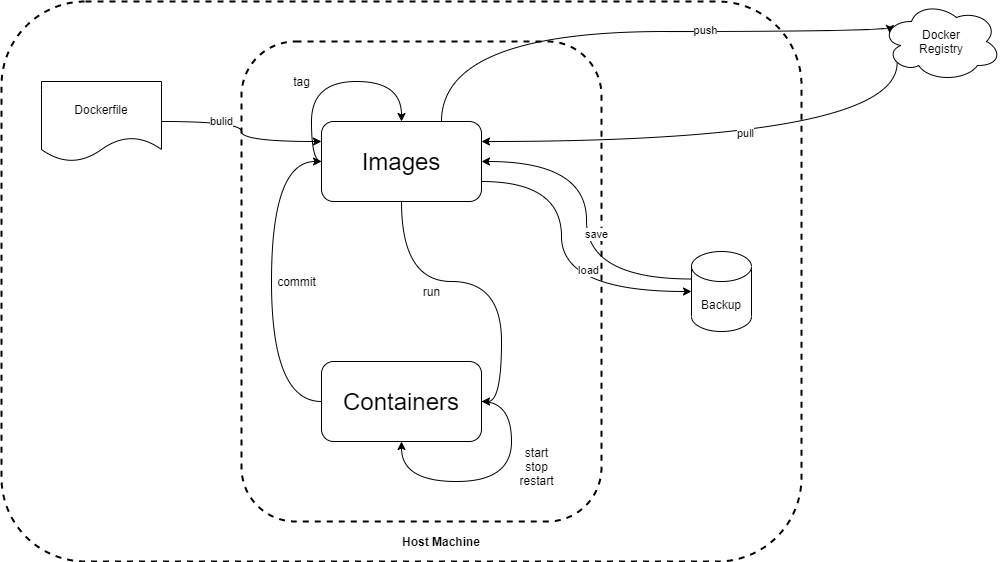 push
Docker
Registry
tag
Dockerfile
bulid
pull
Images
save
load
commit
run
Backup
Containers
start
stop
restart
Host Machine